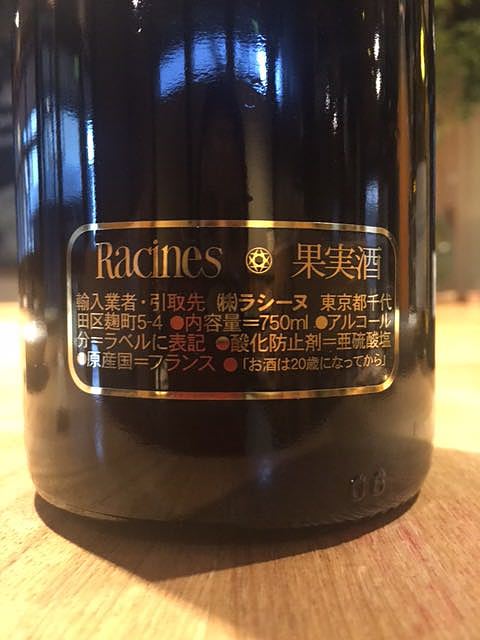 Racines 果実酒
輸入業者・引取先 ㈱ラシーヌ 東京都千代
田区麹町5-4 ●内容量=750ml ●アルコール
分=ラベルに表記 ●酸化防止剤=亜硫酸塩
●原産国=フランス ●「お酒は20歳になってから」